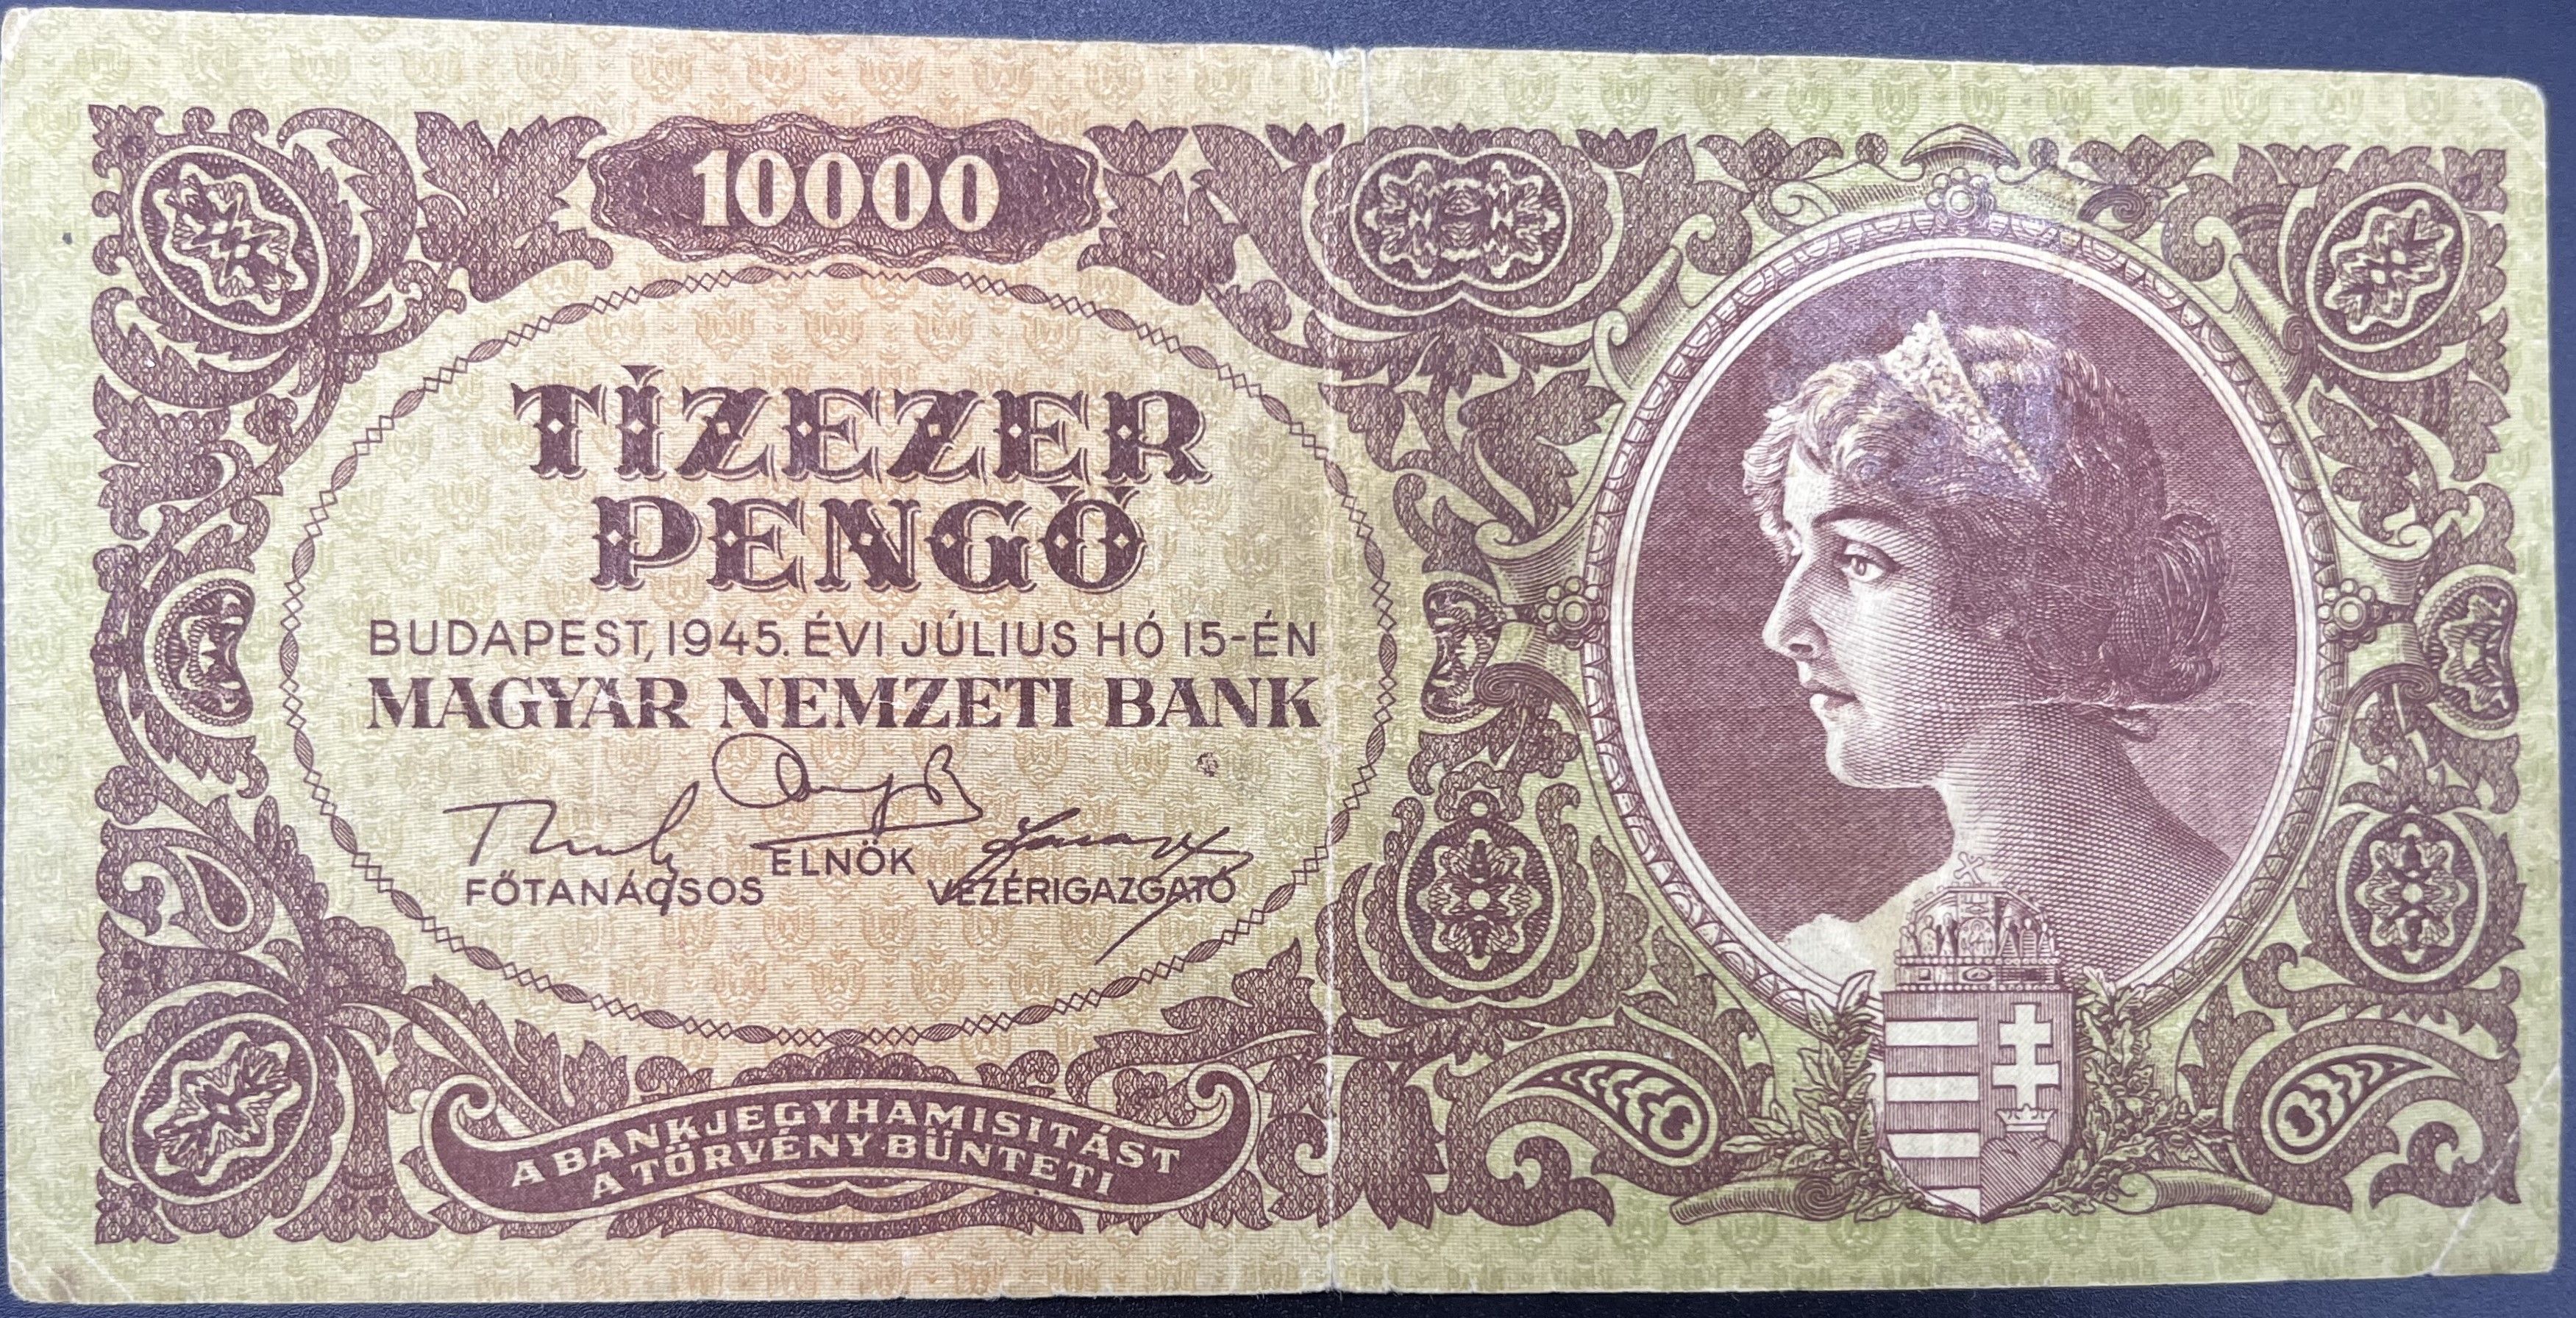 10000
TÍZEZER
PENGŐ
BUDAPEST, 1945. ÉVI JÚLIUS HÓ 15-ÉN
MAGYAR NEMZETI BANK
ELNÖK
FŐTANÁCSOS
VEZÉRIGAZGATÓ
A BANKJEGYHAMISITÁST
A TÖRVÉNY BÜNTETI